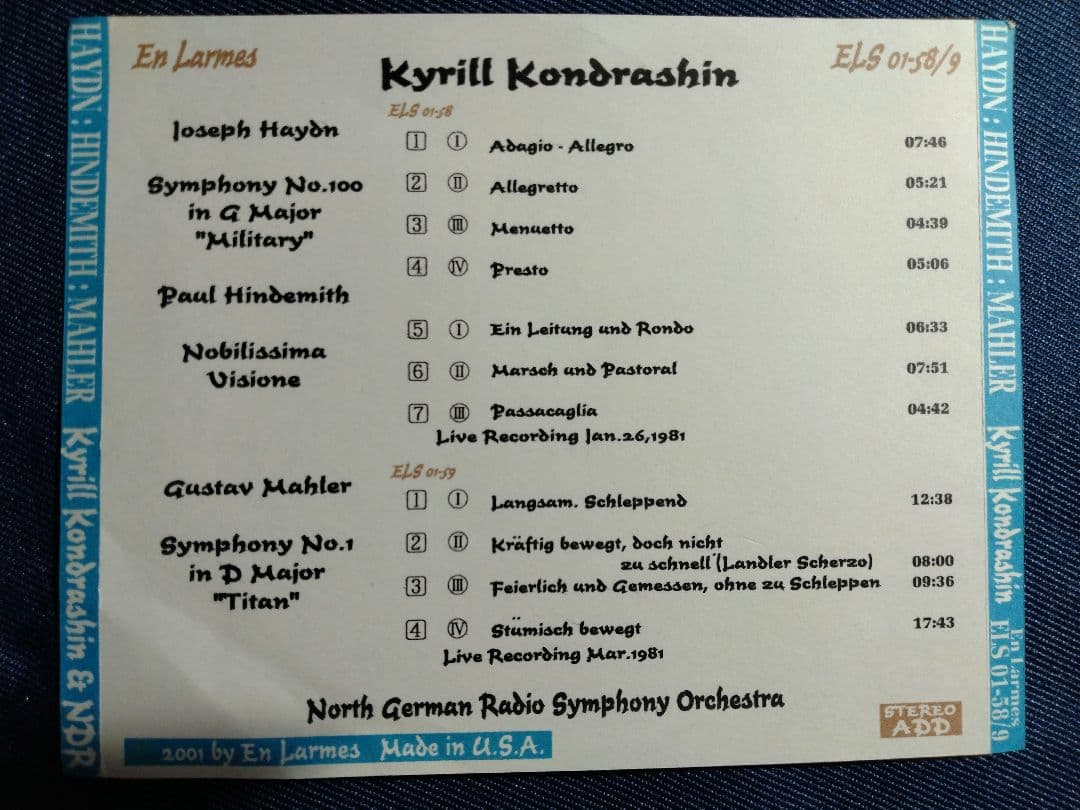 En Larmes
Kyrill Kondrashin
ELS 01-58/9
ELS 01-58
Joseph Haydn
Symphony No.100
in G Major
"Military"
1 Ⅰ Adagio - Allegro 07:46
2 Ⅱ Allegretto 05:21
3 Ⅲ Menuetto 04:39
4 Ⅳ Presto 05:06
Paul Hindemith
Nobilissima
Visione
5 Ⅰ Ein Leitung und Rondo 06:33
6 Ⅱ Marsch und Pastoral 07:51
7 Ⅲ Passacaglia 04:42
Live Recording Jan.26,1981
ELS 01-59
Gustav Mahler
Symphony No.1
in D Major
"Titan"
1 Ⅰ Langsam. Schleppend 12:38
2 Ⅱ Kräftig bewegt, doch nicht
zu schnell (Landler Scherzo) 08:00
3 Ⅲ Feierlich und Gemessen, ohne zu Schleppen 09:36
4 Ⅳ Stümisch bewegt 17:43
Live Recording Mar.1981
North German Radio Symphony Orchestra
STEREO
ADD
2001 by En Larmes Made in U.S.A.
HAYDN : HINDEMITH : MAHLER Kyrill Kondrashin & NDR
HAYDN : HINDEMITH : MAHLER Kyrill Kondrashin
En Larmes
ELS 01-58/9